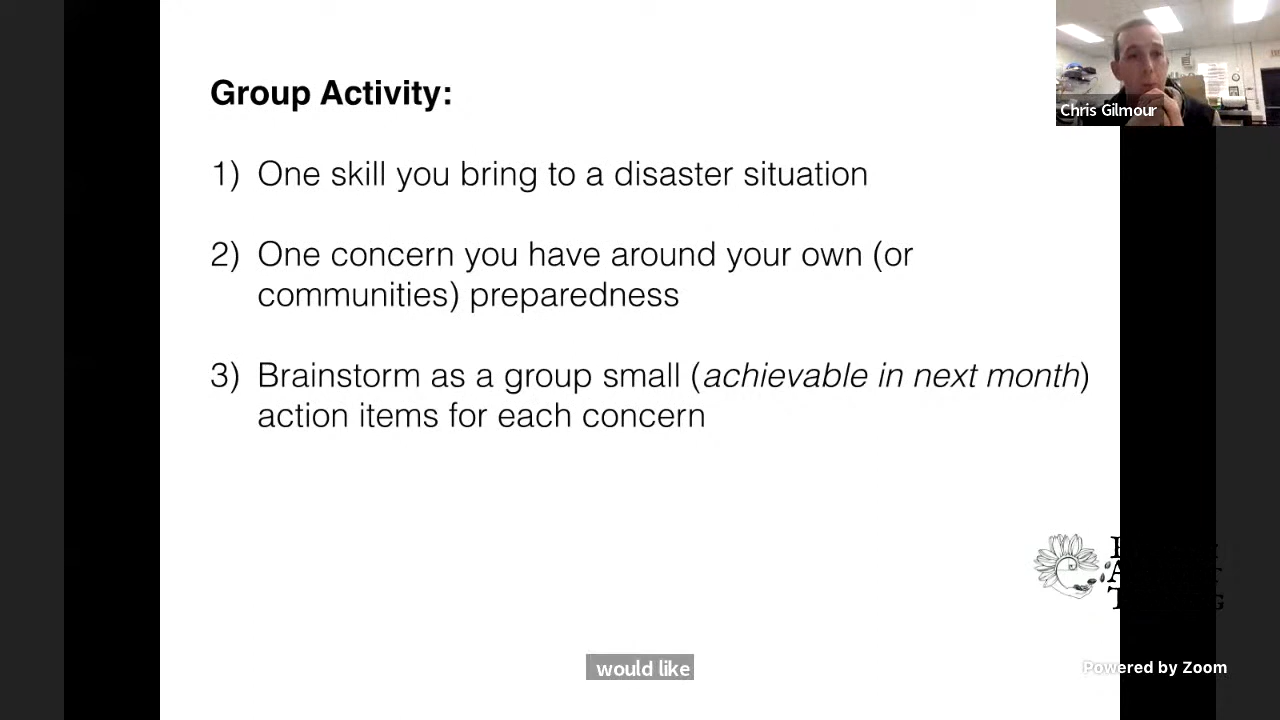 Group Activity:
Chris Gilmour
1) One skill you bring to a disaster situation
2) One concern you have around your own (or
communities) preparedness
3) Brainstorm as a group small (achievable in next month)
action items for each concern
would like
Powered by Zoom